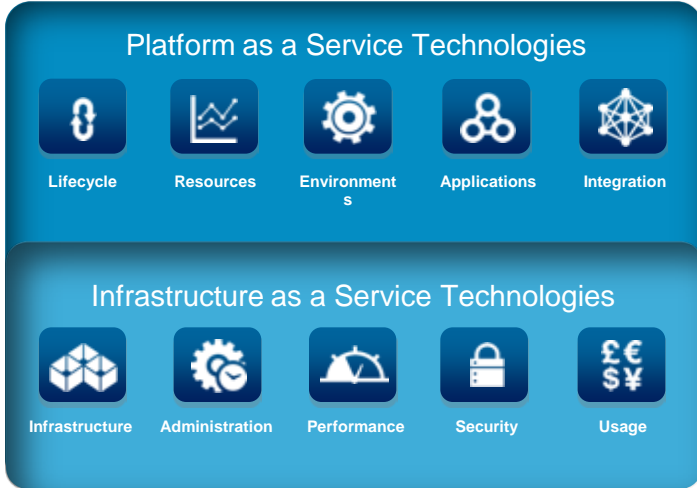 Platform as a Service Technologies
Lifecycle
Resources
Environment
s
Applications
Integration
Infrastructure as a Service Technologies
£€
$¥
Infrastructure
Administration
Performance
Security
Usage